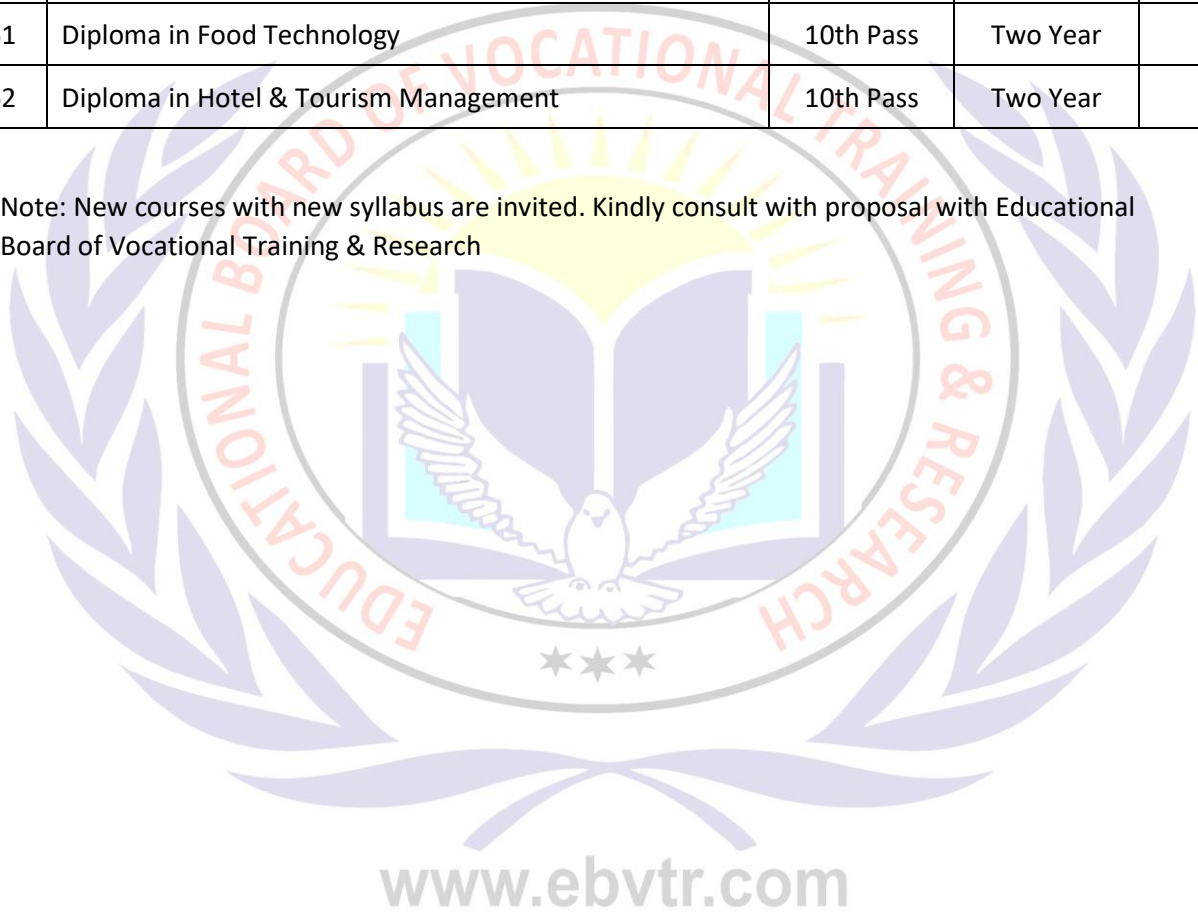 1 Diploma in Food Technology 10th Pass Two Year
2 Diploma in Hotel & Tourism Management 10th Pass Two Year
Note: New courses with new syllabus are invited. Kindly consult with proposal with Educational
Board of Vocational Training & Research
EDUCATIONAL BOARD OF VOCATIONAL TRAINING & RESEARCH
www.ebvtr.com